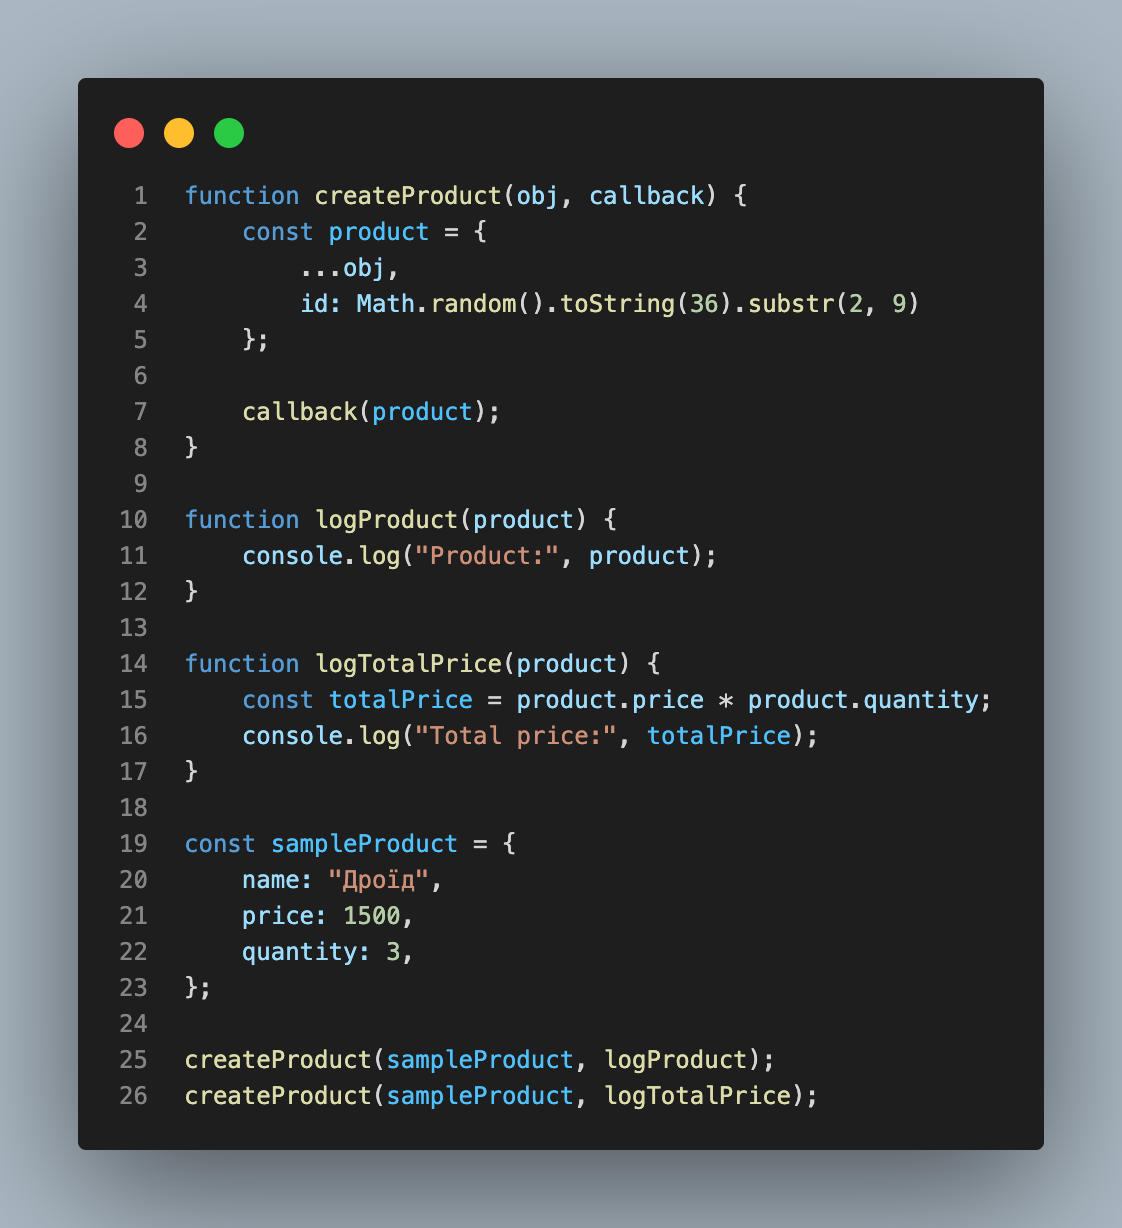 1 function createProduct(obj, callback) {
2     const product = {
3         ...obj,
4         id: Math.random().toString(36).substr(2, 9)
5     };
6
7     callback(product);
8 }
9
10 function logProduct(product) {
11     console.log("Product:", product);
12 }
13
14 function logTotalPrice(product) {
15     const totalPrice = product.price * product.quantity;
16     console.log("Total price:", totalPrice);
17 }
18
19 const sampleProduct = {
20     name: "Дроїд",
21     price: 1500,
22     quantity: 3,
23 };
24
25 createProduct(sampleProduct, logProduct);
26 createProduct(sampleProduct, logTotalPrice);